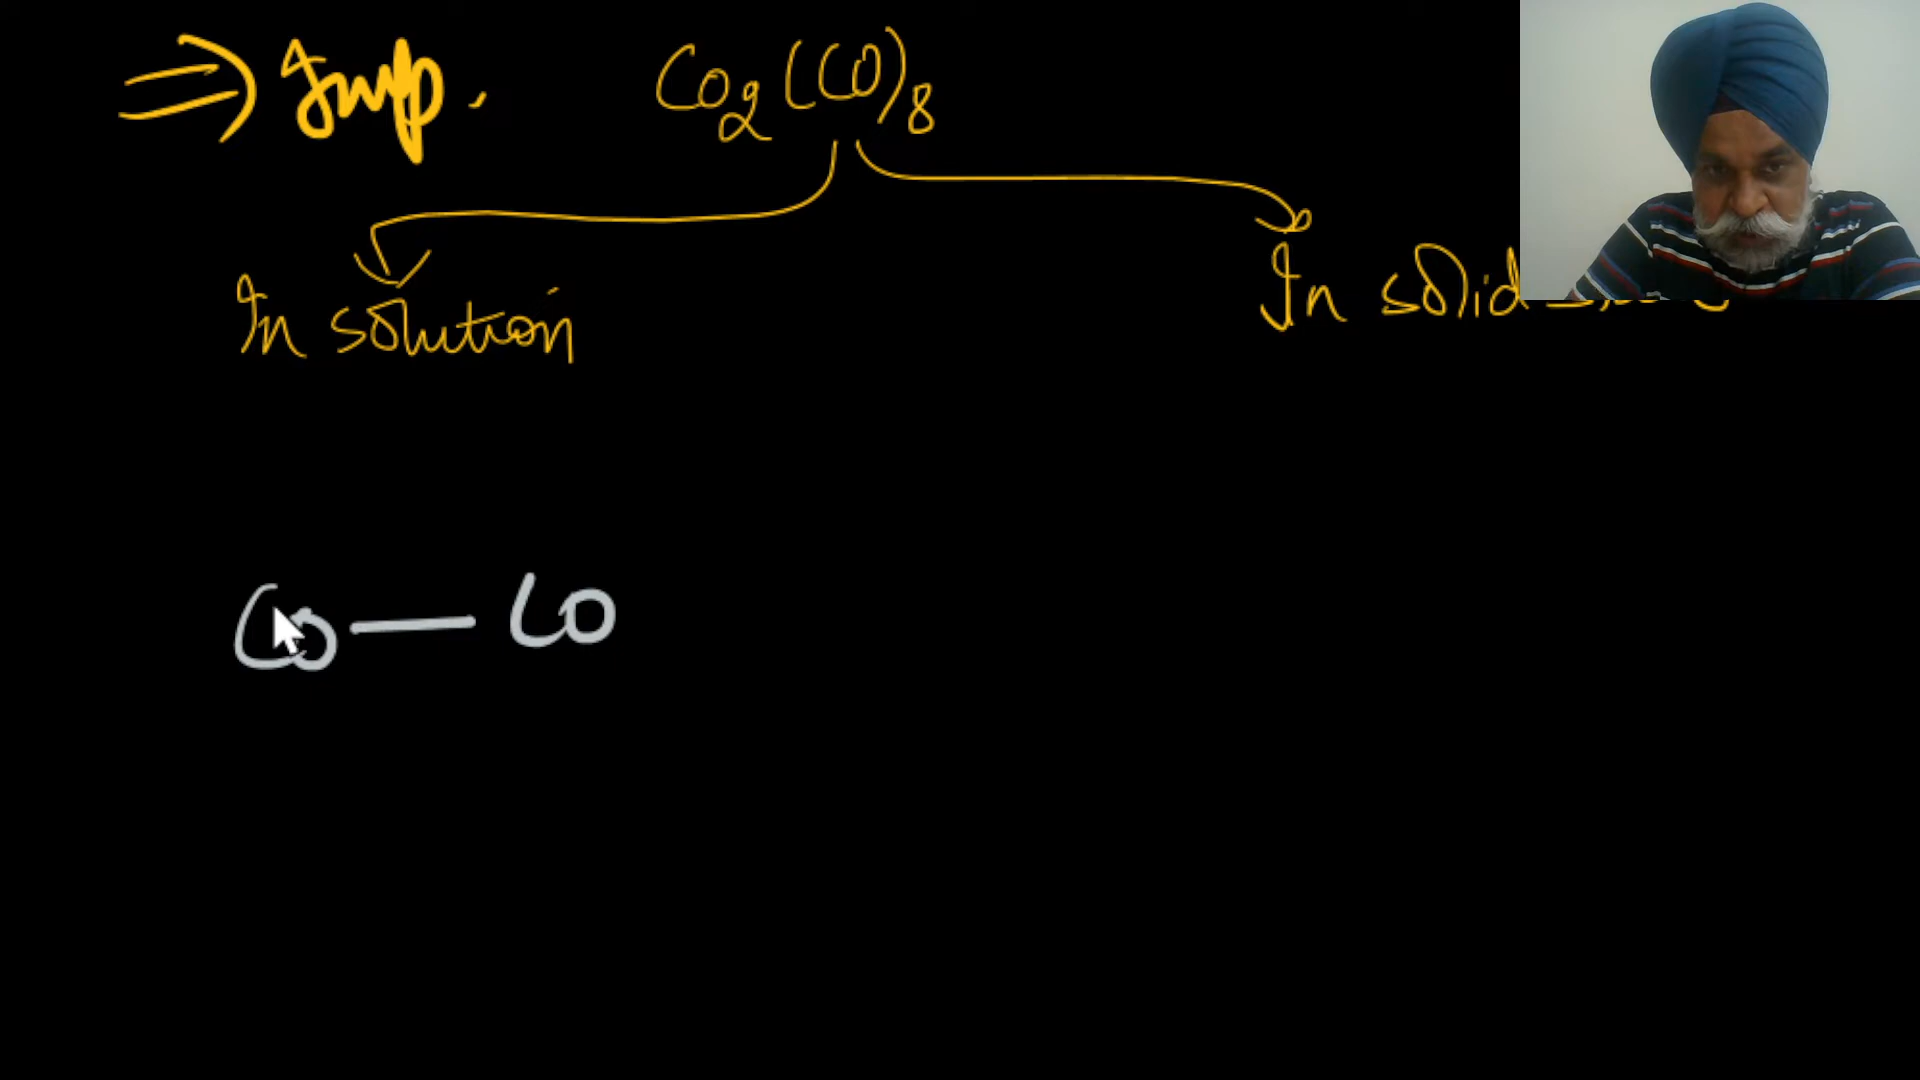 ⇒ Imp. Co₂(CO)₈
In solution
In solid
Co — Co